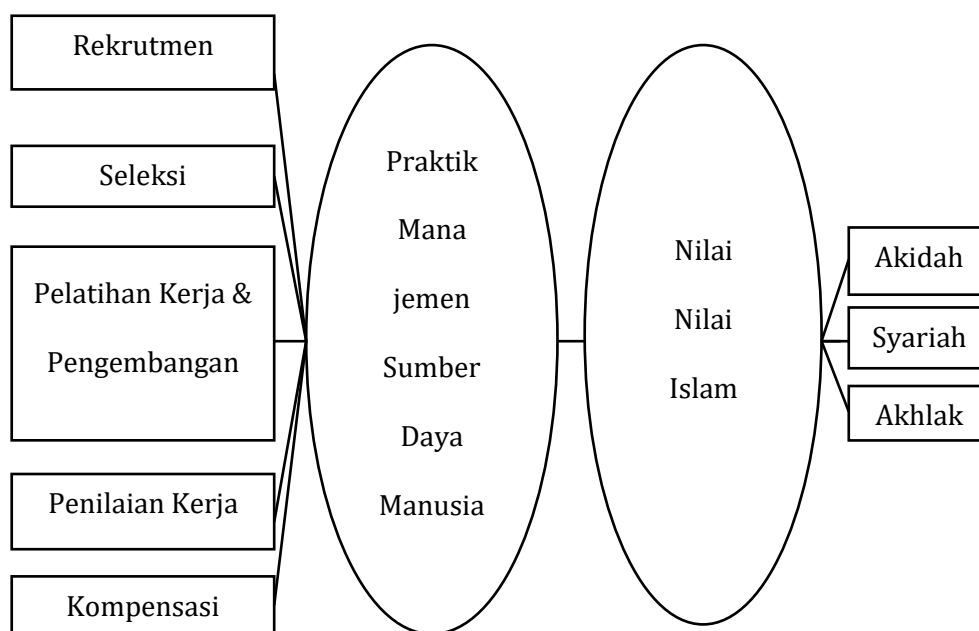 Rekrutmen
Seleksi
Pelatihan Kerja &
Pengembangan
Penilaian Kerja
Kompensasi
Praktik
Mana
jemen
Sumber
Daya
Manusia
Nilai
Nilai
Islam
Akidah
Syariah
Akhlak